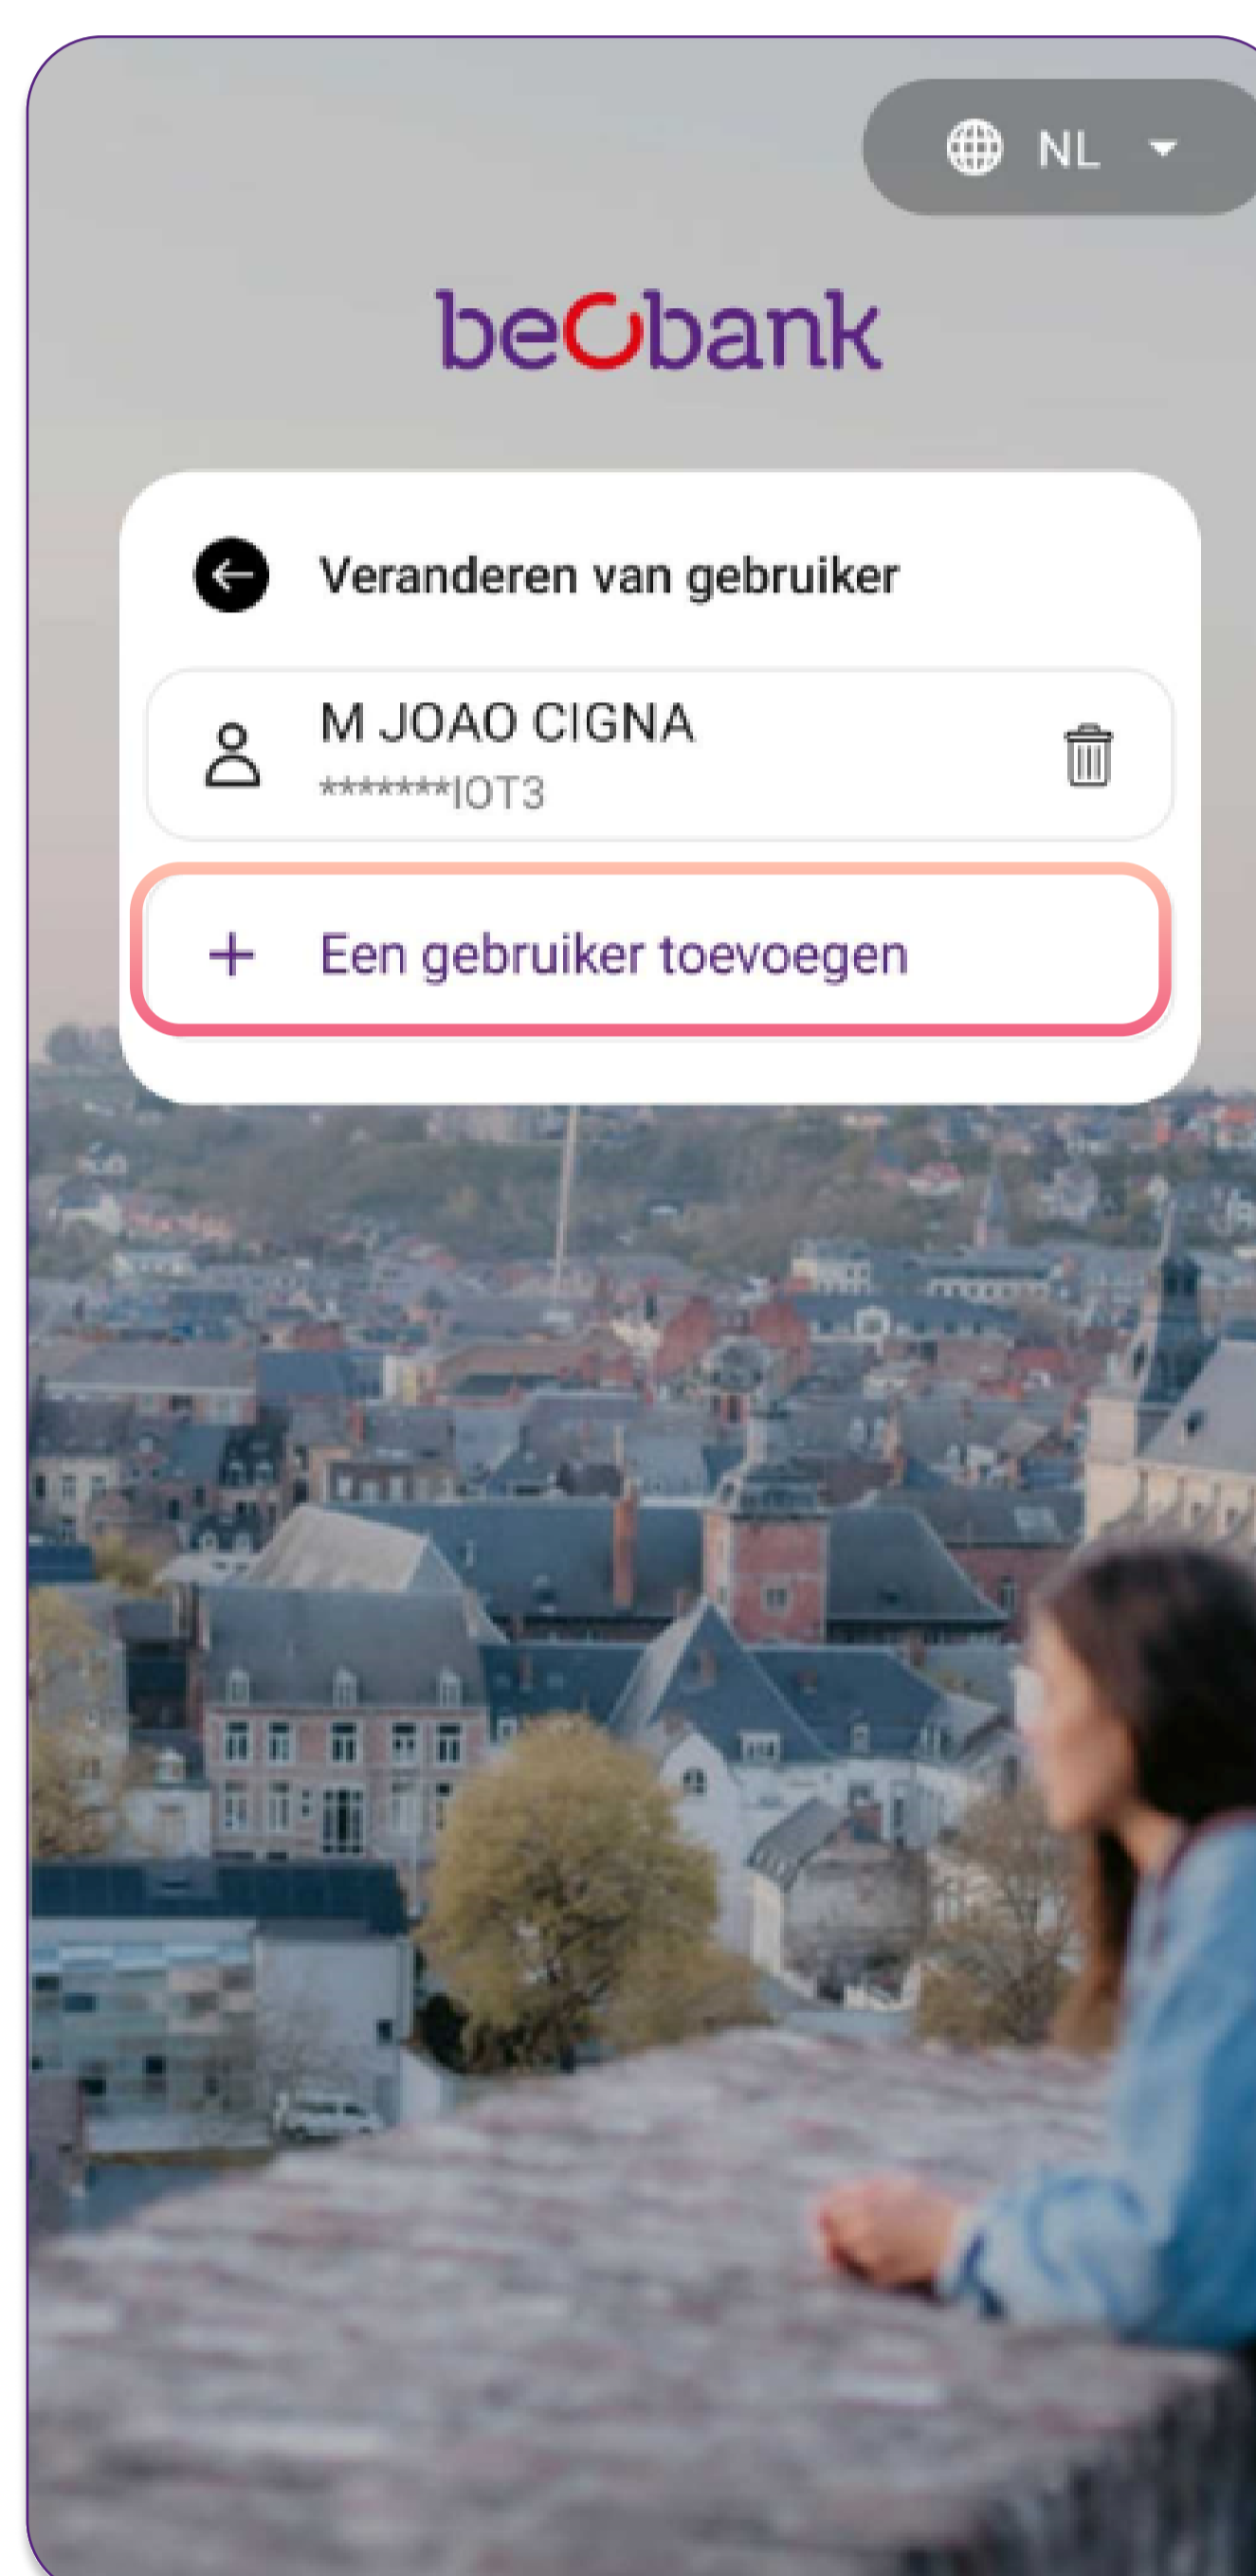 NL
beobank
Veranderen van gebruiker
M JOAO CIGNA
*******IOT3
+ Een gebruiker toevoegen